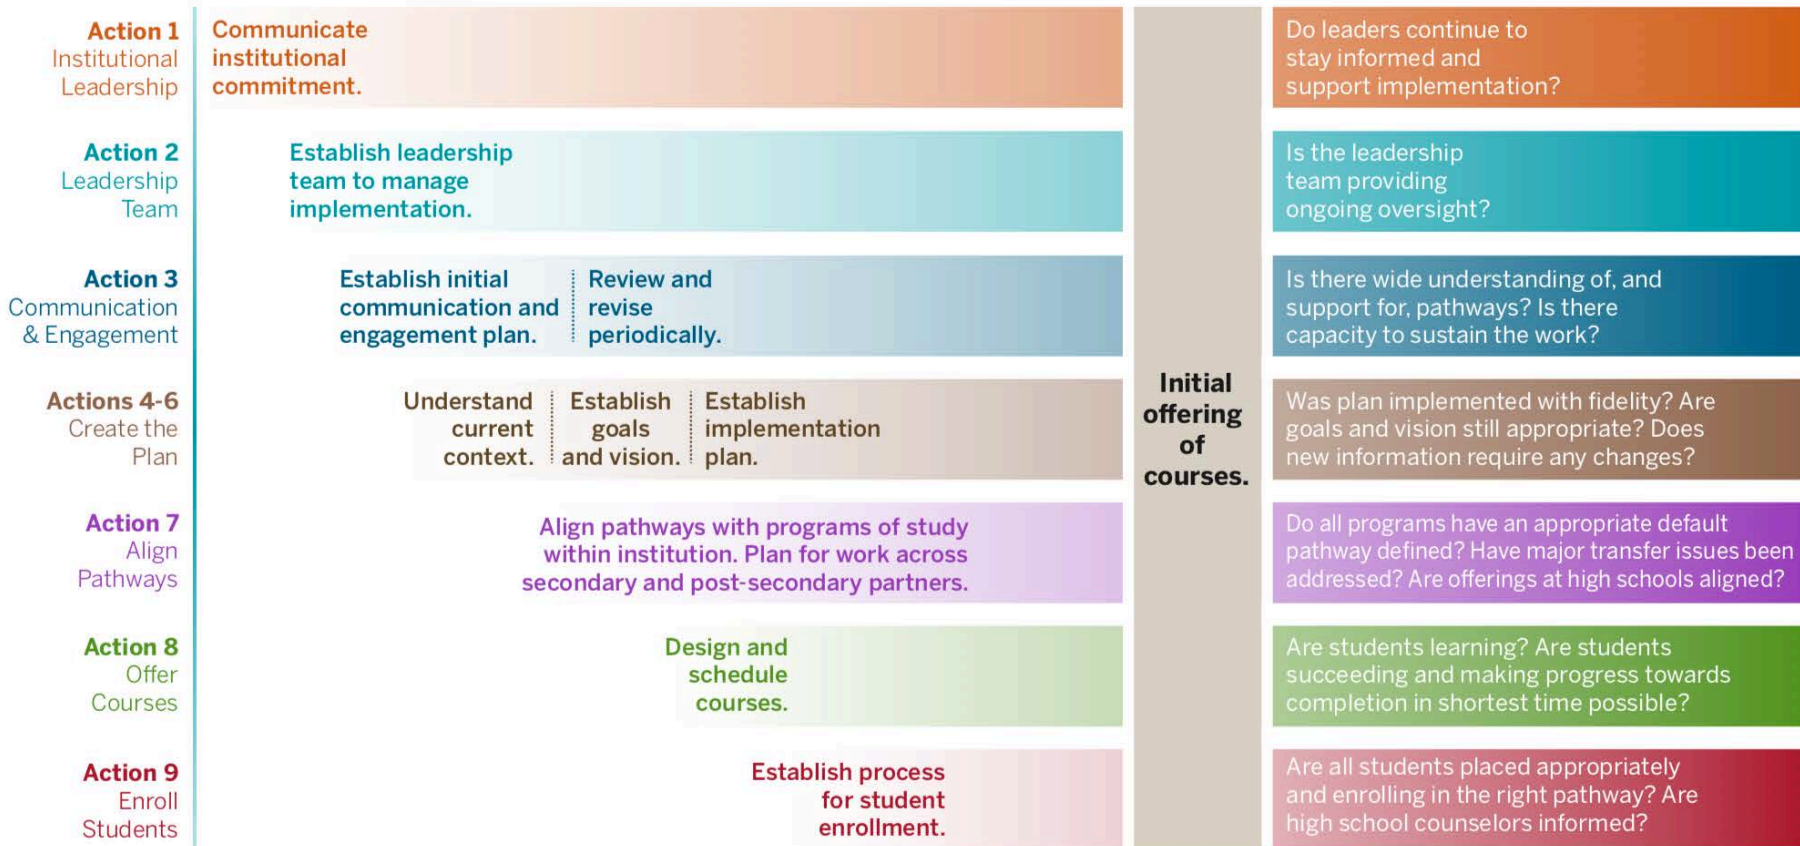 Action 1
Institutional
Leadership
Communicate
institutional
commitment.
Do leaders continue to
stay informed and
support implementation?
Action 2
Leadership
Team
Establish leadership
team to manage
implementation.
Is the leadership
team providing
ongoing oversight?
Action 3
Communication
& Engagement
Establish initial
communication and
engagement plan.
Review and
revise
periodically.
Is there wide understanding of, and
support for, pathways? Is there
capacity to sustain the work?
Actions 4-6
Create the
Plan
Understand
current
context.
Establish
goals
and vision.
Establish
implementation
plan.
Initial
offering
of
courses.
Was plan implemented with fidelity? Are
goals and vision still appropriate? Does
new information require any changes?
Action 7
Align
Pathways
Align pathways with programs of study
within institution. Plan for work across
secondary and post-secondary partners.
Do all programs have an appropriate default
pathway defined? Have major transfer issues been
addressed? Are offerings at high schools aligned?
Action 8
Offer
Courses
Design and
schedule
courses.
Are students learning? Are students
succeeding and making progress towards
completion in shortest time possible?
Action 9
Enroll
Students
Establish process
for student
enrollment.
Are all students placed appropriately
and enrolling in the right pathway? Are
high school counselors informed?